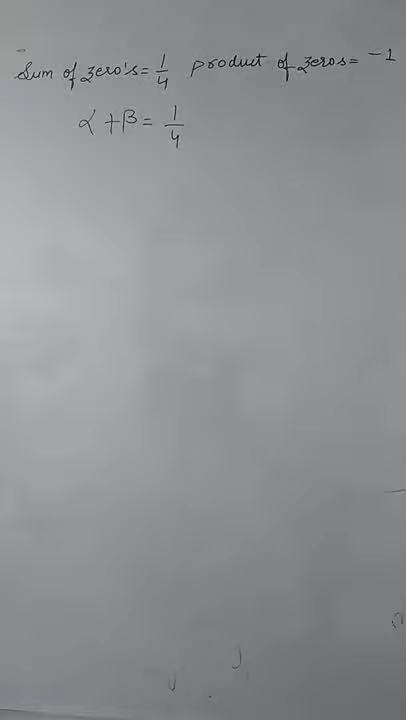 Sum of zero's = 1/4 product of zeros = -1
α + β = 1/4